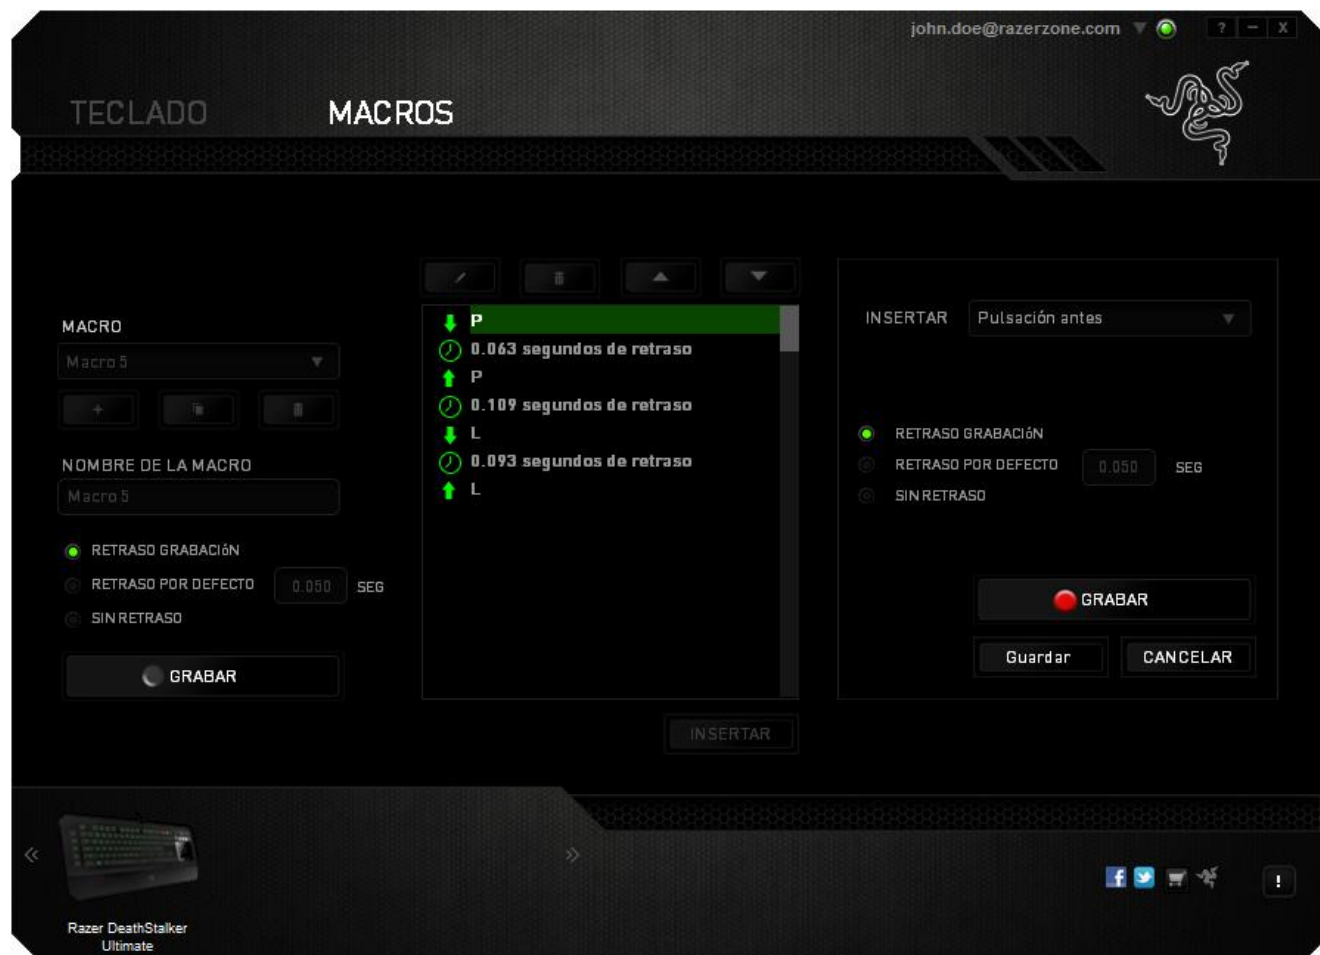 john.doe@razerzone.com
? — X
TECLADO
MACROS
MACRO
Macro 5
NOMBRE DE LA MACRO
Macro 5
RETRASO GRABACIóN
RETRASO POR DEFECTO 0.050 SEG
SIN RETRASO
GRABAR
P
0.063 segundos de retraso
P
0.109 segundos de retraso
L
0.093 segundos de retraso
L
INSERTAR
INSERTAR Pulsación antes
RETRASO GRABACIóN
RETRASO POR DEFECTO 0.050 SEG
SIN RETRASO
GRABAR
Guardar
CANCELAR
Razer DeathStalker
Ultimate
!